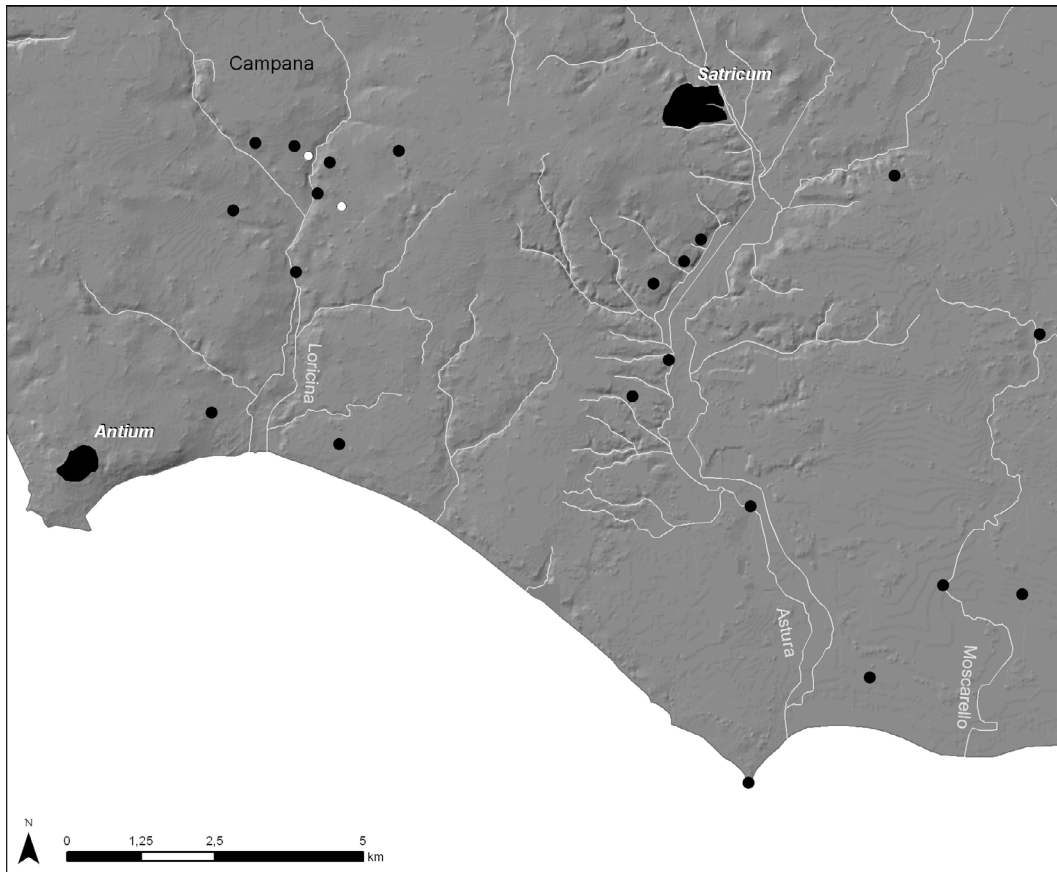 Campana
Satricum
Loricina
Antium
Astura
Moscarello
N
0 1,25 2,5 5
km